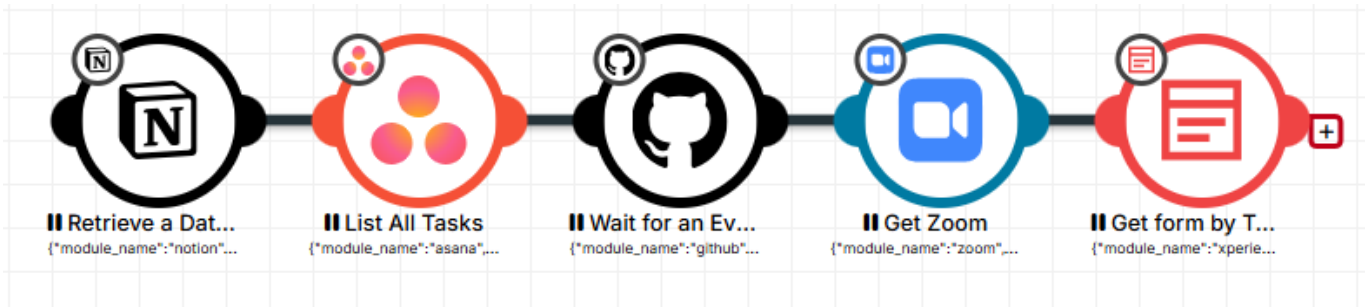 Retrieve a Dat...
{"module_name":"notion"...
List All Tasks
{"module_name":"asana",...
Wait for an Ev...
{"module_name":"github"...
Get Zoom
{"module_name":"zoom",...
Get form by T...
{"module_name":"xperie...